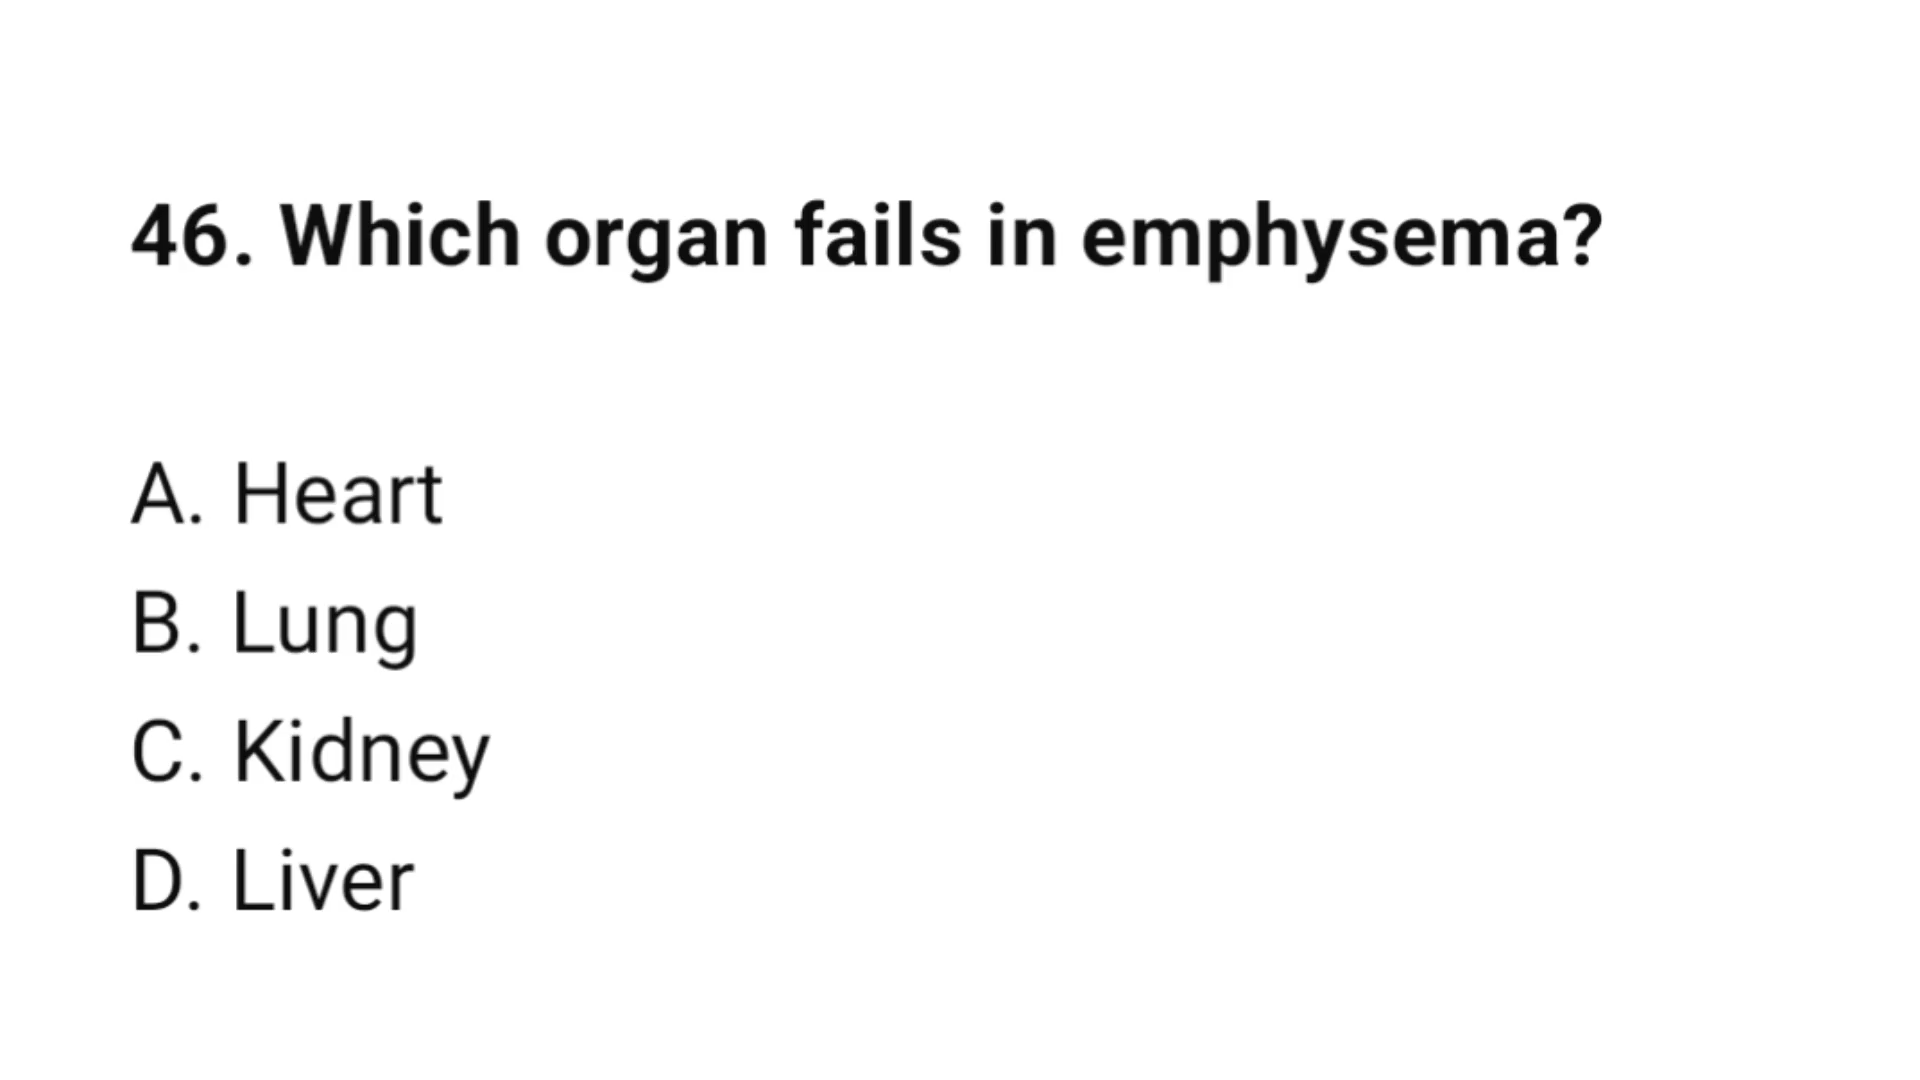 46. Which organ fails in emphysema?
A. Heart
B. Lung
C. Kidney
D. Liver